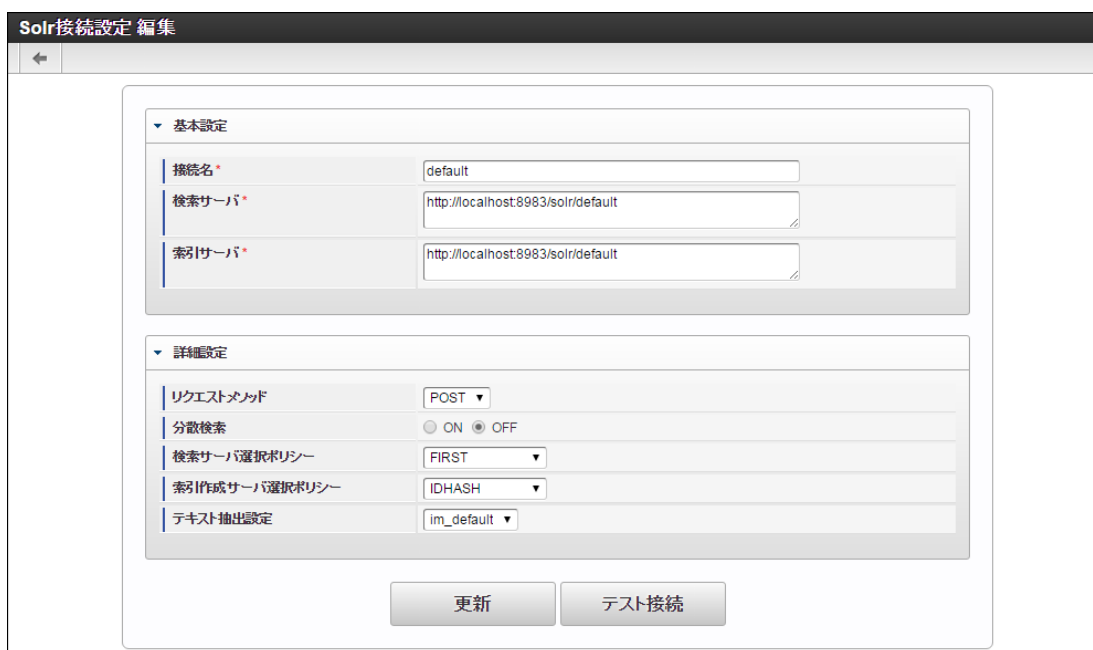 Solr接続設定 編集
基本設定
接続名*
default
検索サーバ*
http://localhost:8983/solr/default
索引サーバ*
http://localhost:8983/solr/default
詳細設定
リクエストメソッド
POST
分散検索
ON OFF
検索サーバ選択ポリシー
FIRST
索引作成サーバ選択ポリシー
IDHASH
テキスト抽出設定
im_default
更新 テスト接続